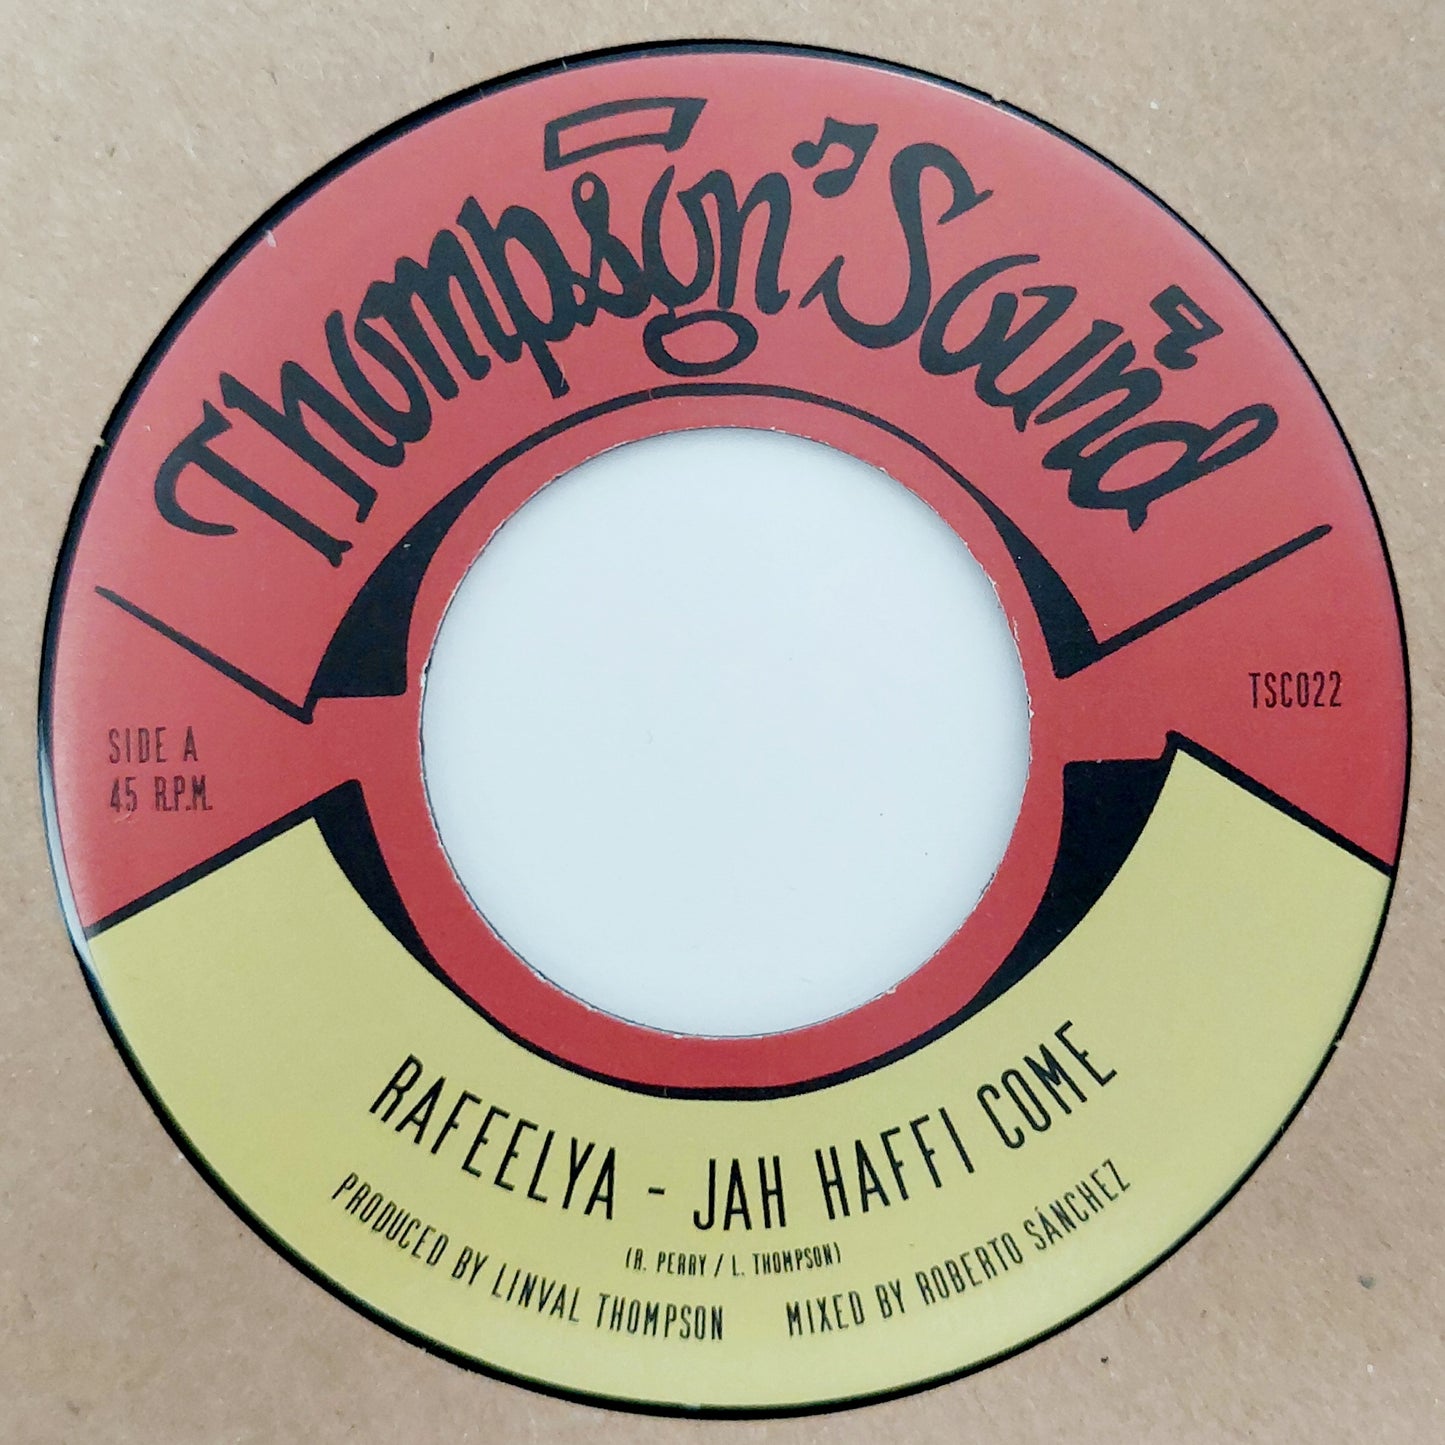 Thompson Sound
SIDE A
45 R.P.M.
TSC022
RAFEELYA - JAH HAFFI COME
(R. PERRY / L. THOMPSON)
PRODUCED BY LINVAL THOMPSON
MIXED BY ROBERTO SÁNCHEZ